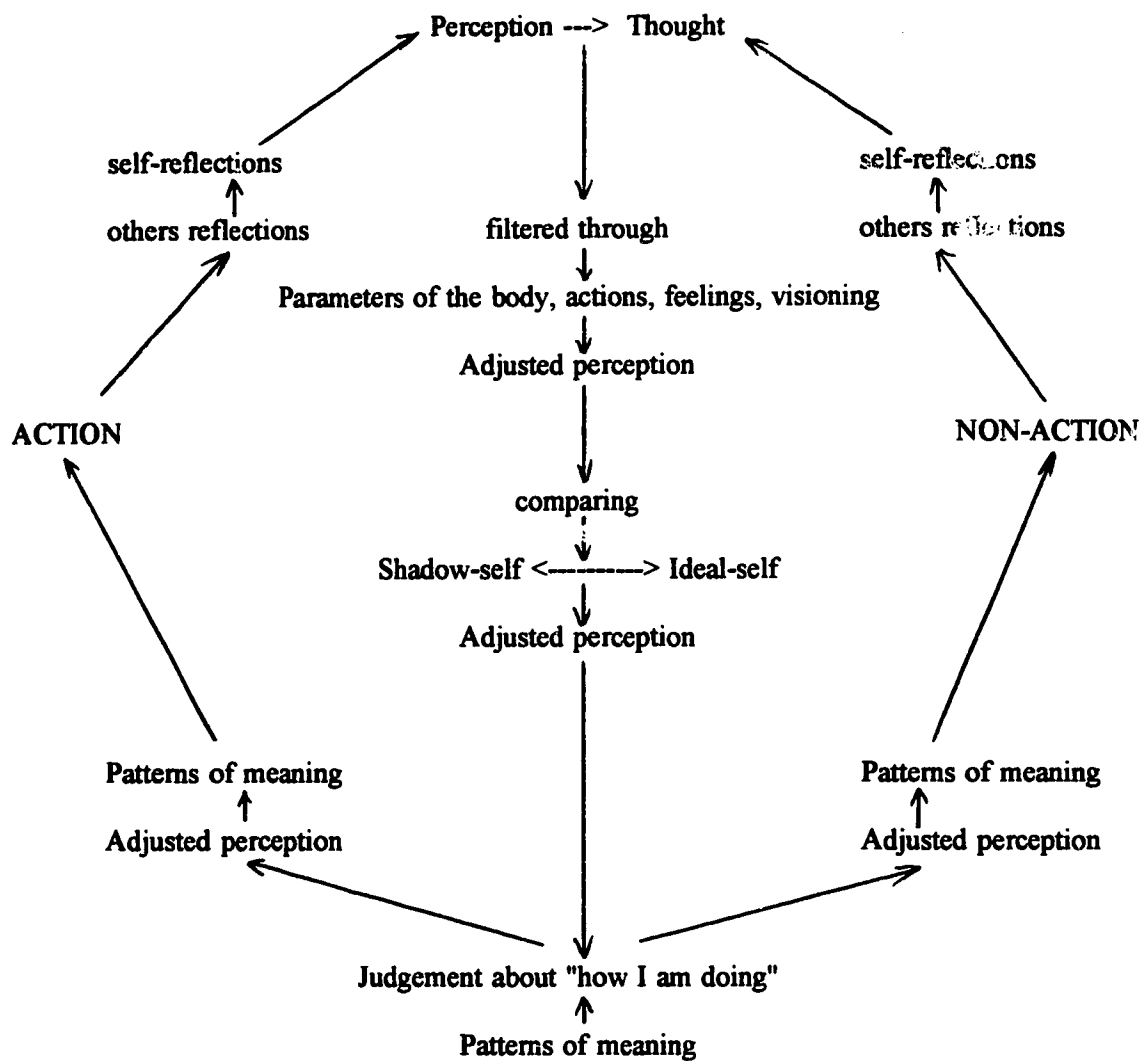 Perception ---> Thought
self-reflections
self-reflections
others reflections
filtered through
others reflections
Parameters of the body, actions, feelings, visioning
Adjusted perception
ACTION
NON-ACTION
comparing
Shadow-self <----------> Ideal-self
Adjusted perception
Patterns of meaning
Patterns of meaning
Adjusted perception
Adjusted perception
Judgement about "how I am doing"
Patterns of meaning